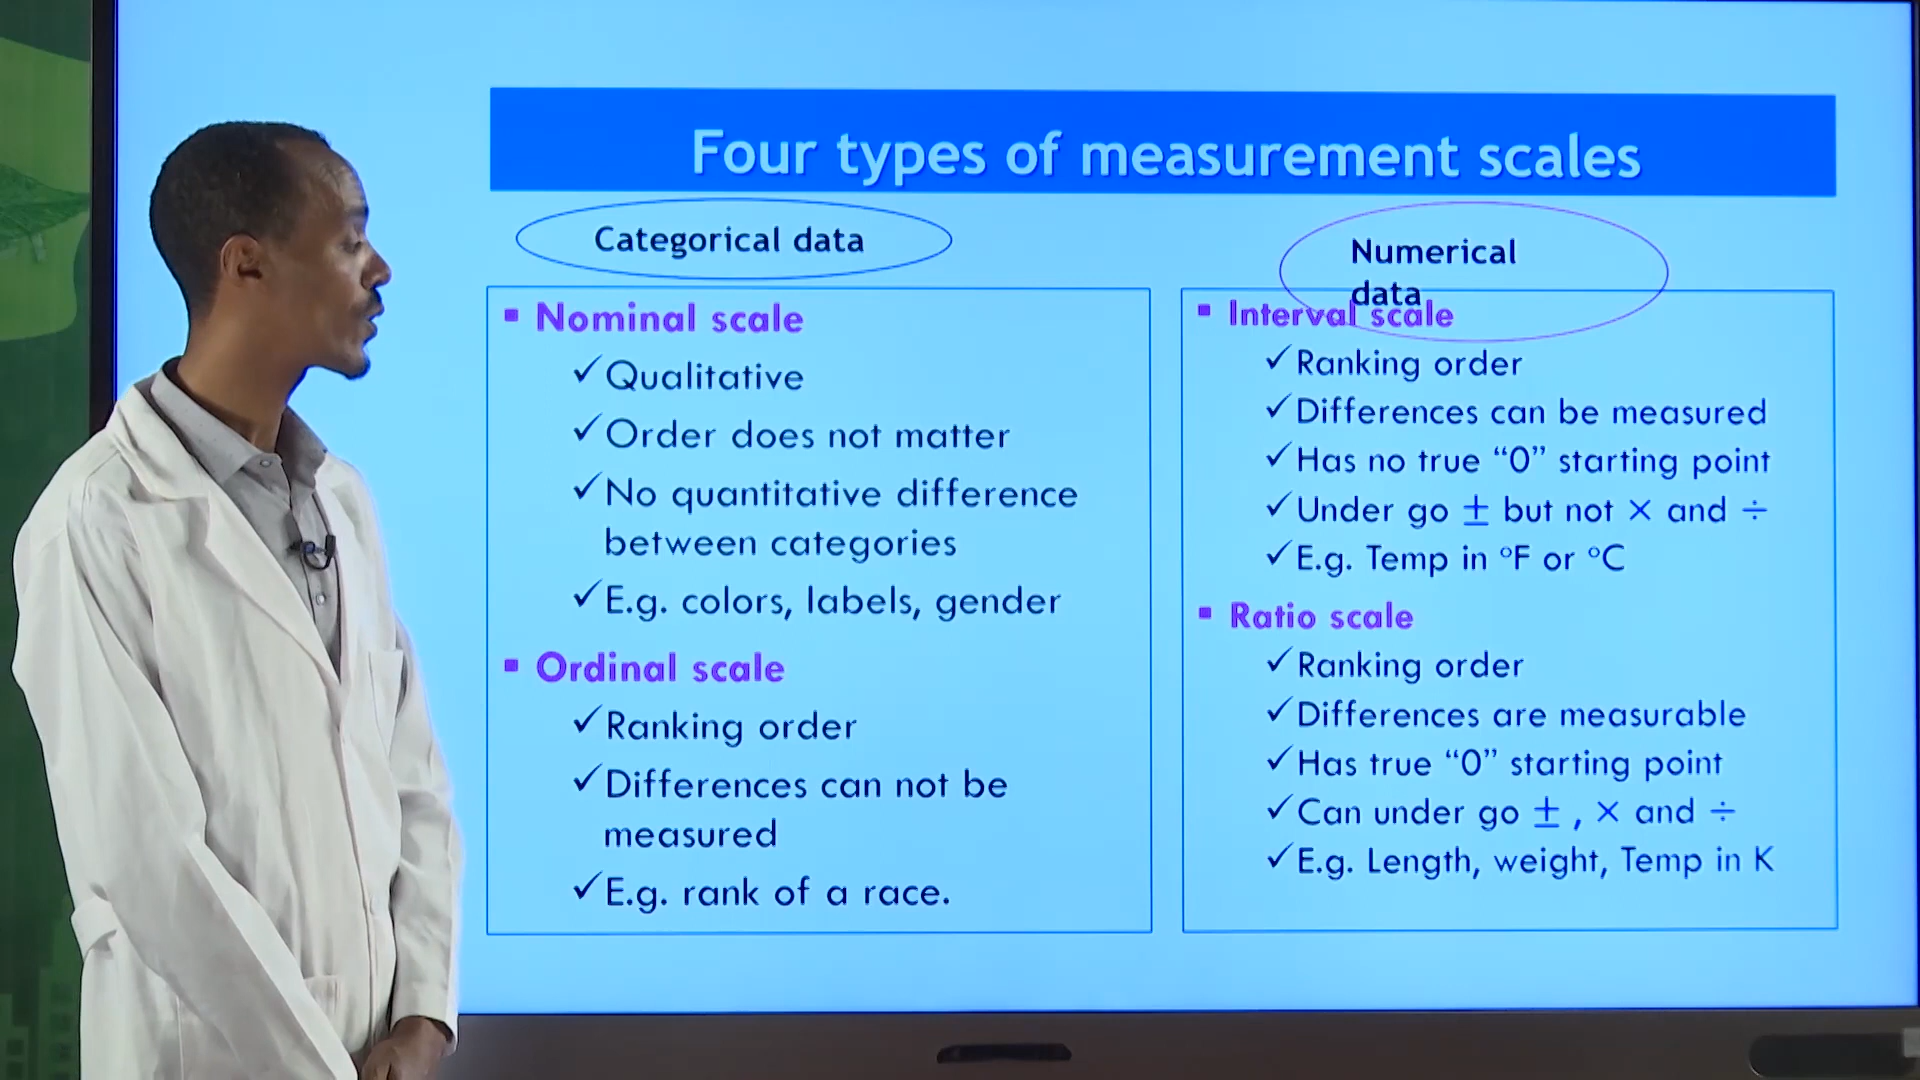 Four types of measurement scales
Categorical data
▪ Nominal scale
✓Qualitative
✓Order does not matter
✓No quantitative difference
between categories
✓E.g. colors, labels, gender
▪ Ordinal scale
✓Ranking order
✓Differences can not be
measured
✓E.g. rank of a race.
Numerical
data
▪ Interval scale
✓Ranking order
✓Differences can be measured
✓Has no true “0” starting point
✓Under go ± but not × and ÷
✓E.g. Temp in °F or °C
▪ Ratio scale
✓Ranking order
✓Differences are measurable
✓Has true “0” starting point
✓Can under go ± , × and ÷
✓E.g. Length, weight, Temp in K